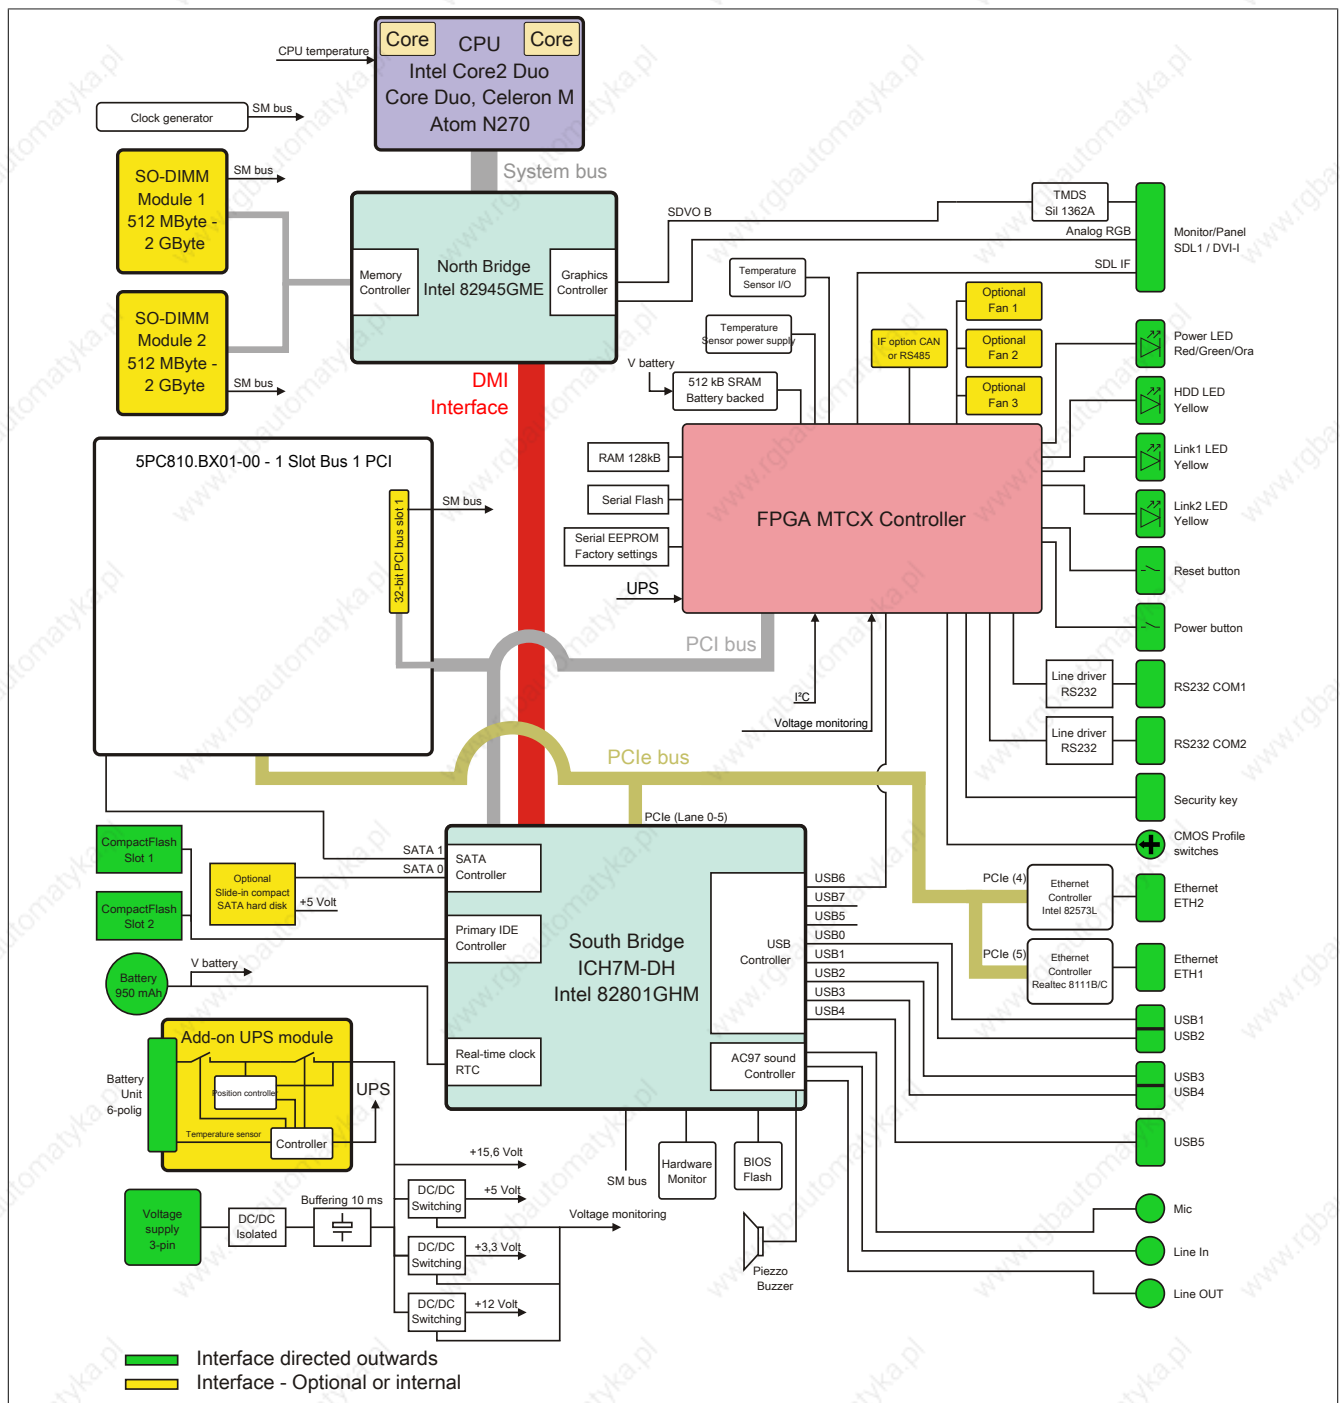 Core
CPU
Core
Intel Core2 Duo
Core Duo, Celeron M
Atom N270
CPU temperature
Clock generator
SM bus
SO-DIMM
Module 1
512 MByte -
2 GByte
SM bus
SO-DIMM
Module 2
512 MByte -
2 GByte
SM bus
System bus
Memory
Controller
North Bridge
Intel 82945GME
Graphics
Controller
SDVO B
TMDS
Sil 1362A
Analog RGB
SDL IF
Monitor/Panel
SDL1 / DVI-I
Temperature
Sensor I/O
Temperature
Sensor power supply
V battery
512 kB SRAM
Battery backed
IF option CAN
or RS485
Optional
Fan 1
Optional
Fan 2
Optional
Fan 3
Power LED
Red/Green/Ora
HDD LED
Yellow
Link1 LED
Yellow
Link2 LED
Yellow
Reset button
Power button
DMI
Interface
5PC810.BX01-00 - 1 Slot Bus 1 PCI
32-bit PCI bus slot 1
SM bus
RAM 128kB
Serial Flash
Serial EEPROM
Factory settings
UPS
FPGA MTCX Controller
PCI bus
I²C
Voltage monitoring
Line driver
RS232
RS232 COM1
Line driver
RS232
RS232 COM2
Security key
CMOS Profile
switches
PCIe bus
PCIe (Lane 0-5)
PCIe (4)
Ethernet
Controller
Intel 82573L
Ethernet
ETH2
PCIe (5)
Ethernet
Controller
Realtec 8111B/C
Ethernet
ETH1
CompactFlash
Slot 1
CompactFlash
Slot 2
Optional
Slide-in compact
SATA hard disk
+5 Volt
SATA 1
SATA 0
SATA
Controller
Primary IDE
Controller
South Bridge
ICH7M-DH
Intel 82801GHM
USB
Controller
USB6
USB7
USB5
USB0
USB1
USB2
USB3
USB4
USB1
USB2
USB3
USB4
USB5
Battery
950 mAh
V battery
Real-time clock
RTC
AC97 sound
Controller
Add-on UPS module
Battery
Unit
6-polig
Position controller
Temperature sensor
Controller
UPS
SM bus
Hardware
Monitor
BIOS
Flash
Piezzo
Buzzer
Mic
Line In
Line OUT
Voltage
supply
3-pin
DC/DC
Isolated
Buffering 10 ms
+15,6 Volt
DC/DC
Switching
+5 Volt
Voltage monitoring
DC/DC
Switching
+3,3 Volt
DC/DC
Switching
+12 Volt
Interface directed outwards
Interface - Optional or internal
www.rgbautomatyka.pl